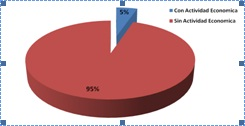 5%
Con Actividad Economica
Sin Actividad Economica
95%